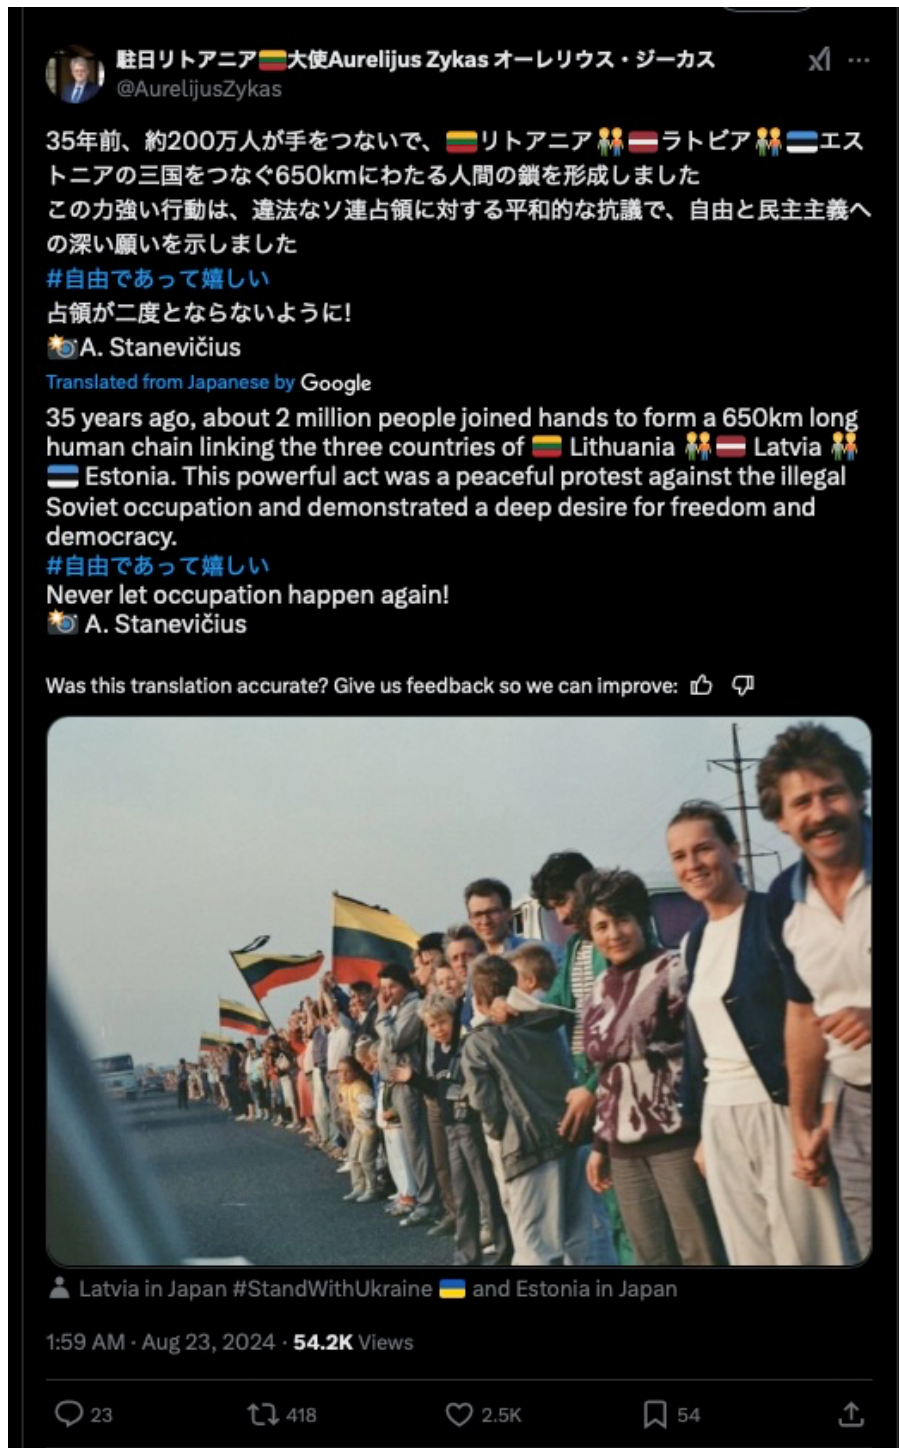 駐日リトアニア🇱🇹大使Aurelijus Zykas オーレリウス・ジーカス
@AurelijusZykas
35年前、約200万人が手をつないで、🇱🇹リトアニア🧑‍🤝‍🧑🇱🇻ラトビア🧑‍🤝‍🧑🇪🇪エス
トニアの三国をつなぐ650kmにわたる人間の鎖を形成しました
この力強い行動は、違法なソ連占領に対する平和的な抗議で、自由と民主主義へ
の深い願いを示しました
#自由であって嬉しい
占領が二度とならないように!
📸A. Stanevičius
Translated from Japanese by Google
35 years ago, about 2 million people joined hands to form a 650km long
human chain linking the three countries of 🇱🇹 Lithuania 🧑‍🤝‍🧑🇱🇻 Latvia 🧑‍🤝‍🧑
🇪🇪 Estonia. This powerful act was a peaceful protest against the illegal
Soviet occupation and demonstrated a deep desire for freedom and
democracy.
#自由であって嬉しい
Never let occupation happen again!
📸 A. Stanevičius
Was this translation accurate? Give us feedback so we can improve:
Latvia in Japan #StandWithUkraine 🇺🇦 and Estonia in Japan
1:59 AM · Aug 23, 2024 · 54.2K Views
23 418 2.5K 54